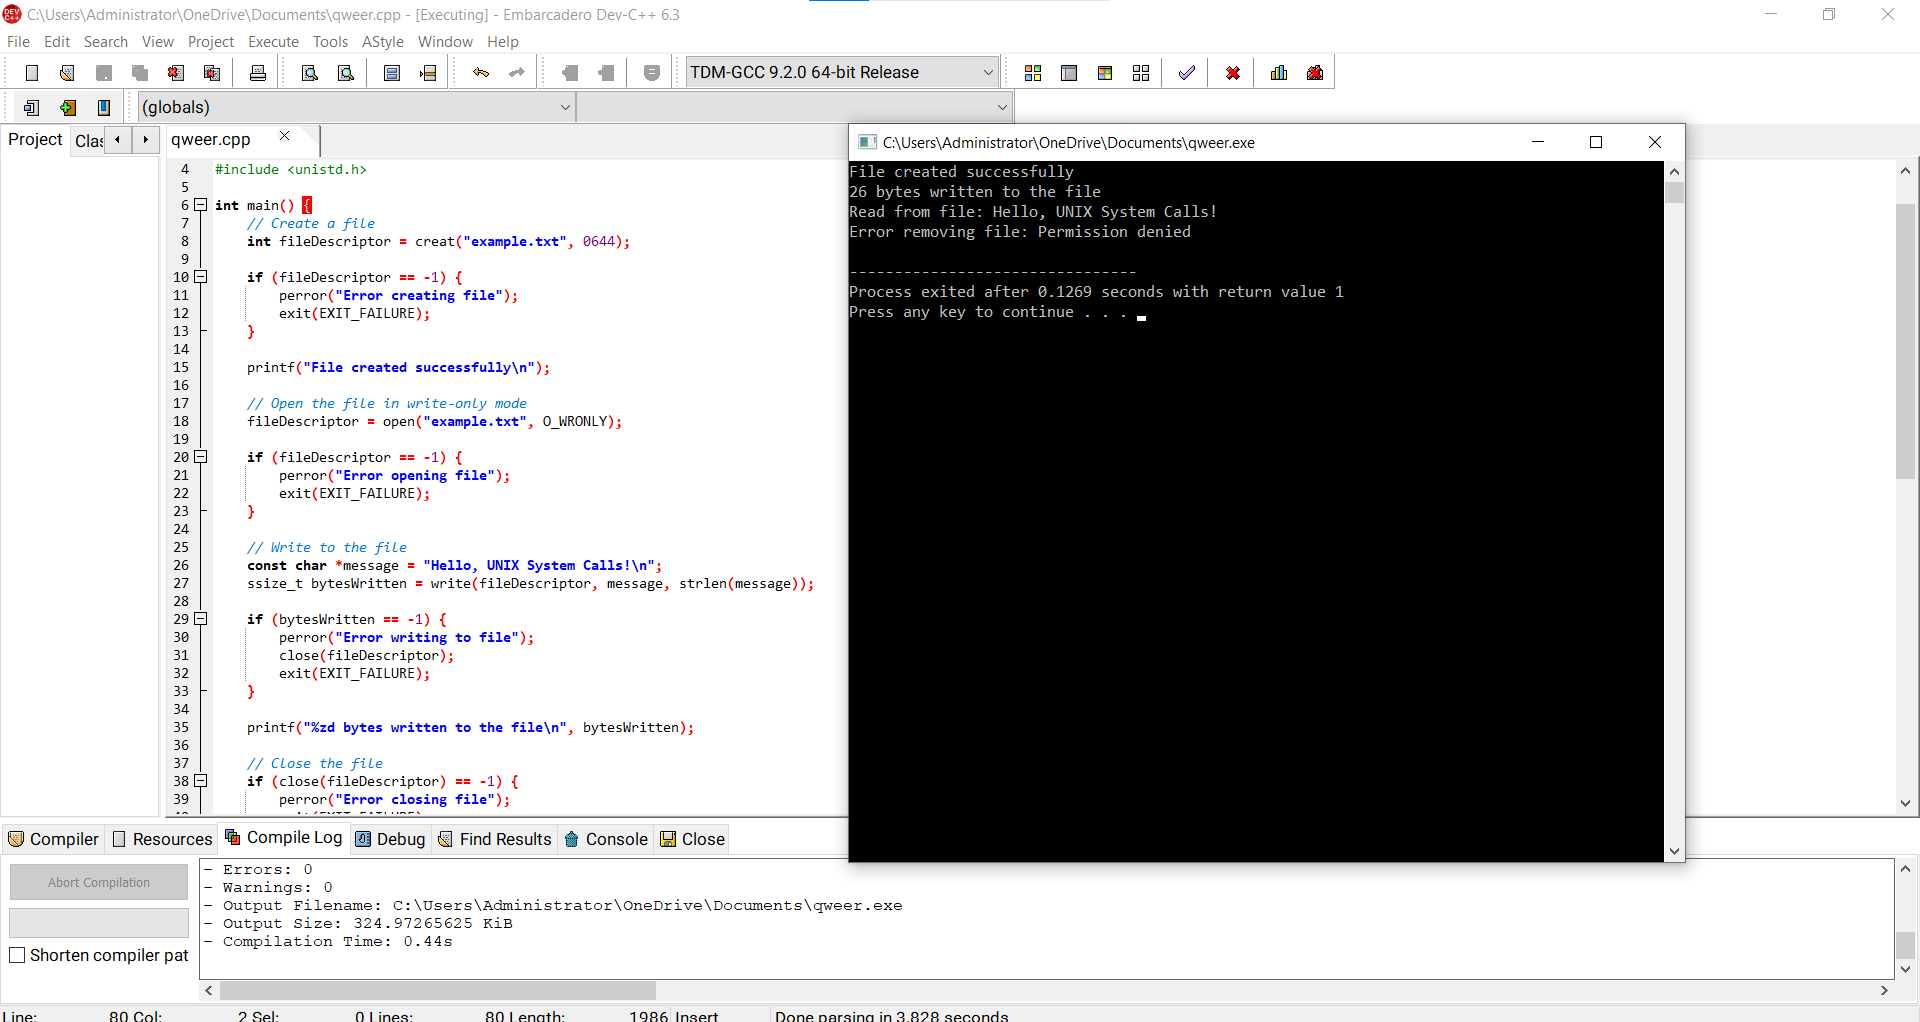 C:\Users\Administrator\OneDrive\Documents\qweer.cpp - [Executing] - Embarcadero Dev-C++ 6.3
File Edit Search View Project Execute Tools AStyle Window Help
TDM-GCC 9.2.0 64-bit Release
(globals)
Project Clas
qweer.cpp
4 #include <unistd.h>
5
6 int main() {
7 // Create a file
8 int fileDescriptor = creat("example.txt", 0644);
9
10 if (fileDescriptor == -1) {
11 perror("Error creating file");
12 exit(EXIT_FAILURE);
13 }
14
15 printf("File created successfully\n");
16
17 // Open the file in write-only mode
18 fileDescriptor = open("example.txt", O_WRONLY);
19
20 if (fileDescriptor == -1) {
21 perror("Error opening file");
22 exit(EXIT_FAILURE);
23 }
24
25 // Write to the file
26 const char *message = "Hello, UNIX System Calls!\n";
27 ssize_t bytesWritten = write(fileDescriptor, message, strlen(message));
28
29 if (bytesWritten == -1) {
30 perror("Error writing to file");
31 close(fileDescriptor);
32 exit(EXIT_FAILURE);
33 }
34
35 printf("%zd bytes written to the file\n", bytesWritten);
36
37 // Close the file
38 if (close(fileDescriptor) == -1) {
39 perror("Error closing file");
C:\Users\Administrator\OneDrive\Documents\qweer.exe
File created successfully
26 bytes written to the file
Read from file: Hello, UNIX System Calls!
Error removing file: Permission denied
--------------------------------
Process exited after 0.1269 seconds with return value 1
Press any key to continue . . .
Compiler Resources Compile Log Debug Find Results Console Close
Abort Compilation
Shorten compiler pat
- Errors: 0
- Warnings: 0
- Output Filename: C:\Users\Administrator\OneDrive\Documents\qweer.exe
- Output Size: 324.97265625 KiB
- Compilation Time: 0.44s
Line: 80 Col: 2 Sel: 0 Lines: 80 Length: 1986 Insert Done parsing in 3.828 seconds